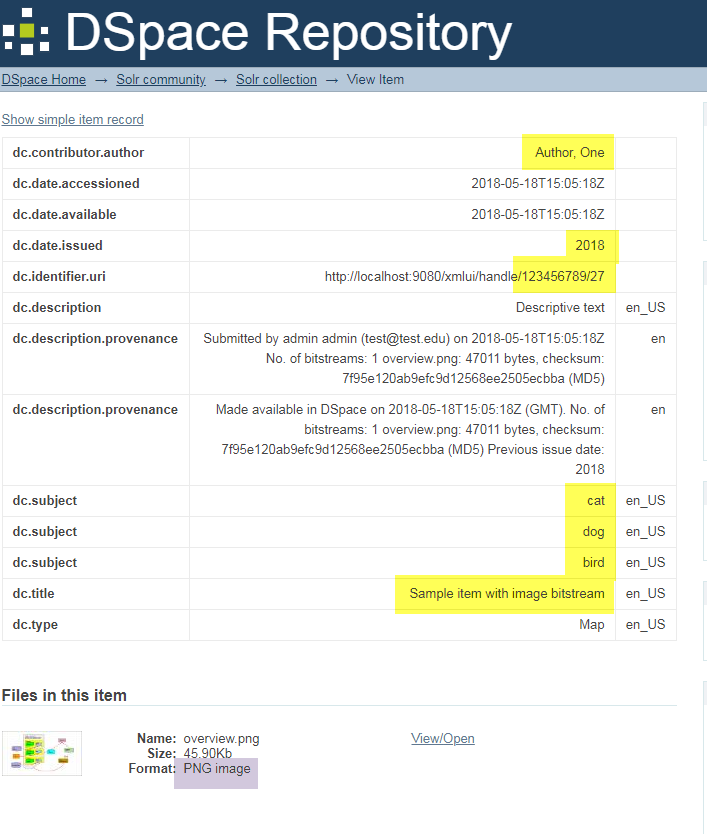 DSpace Repository
DSpace Home → Solr community → Solr collection → View Item
Show simple item record
dc.contributor.author Author, One
dc.date.accessioned 2018-05-18T15:05:18Z
dc.date.available 2018-05-18T15:05:18Z
dc.date.issued 2018
dc.identifier.uri http://localhost:9080/xmlui/handle/123456789/27
dc.description Descriptive text en_US
dc.description.provenance Submitted by admin admin (test@test.edu) on 2018-05-18T15:05:18Z en
No. of bitstreams: 1 overview.png: 47011 bytes, checksum:
7f95e120ab9efc9d12568ee2505ecbba (MD5)
dc.description.provenance Made available in DSpace on 2018-05-18T15:05:18Z (GMT). No. of en
bitstreams: 1 overview.png: 47011 bytes, checksum:
7f95e120ab9efc9d12568ee2505ecbba (MD5) Previous issue date:
2018
dc.subject cat en_US
dc.subject dog en_US
dc.subject bird en_US
dc.title Sample item with image bitstream en_US
dc.type Map en_US
Files in this item
Name: overview.png View/Open
Size: 45.90Kb
Format: PNG image